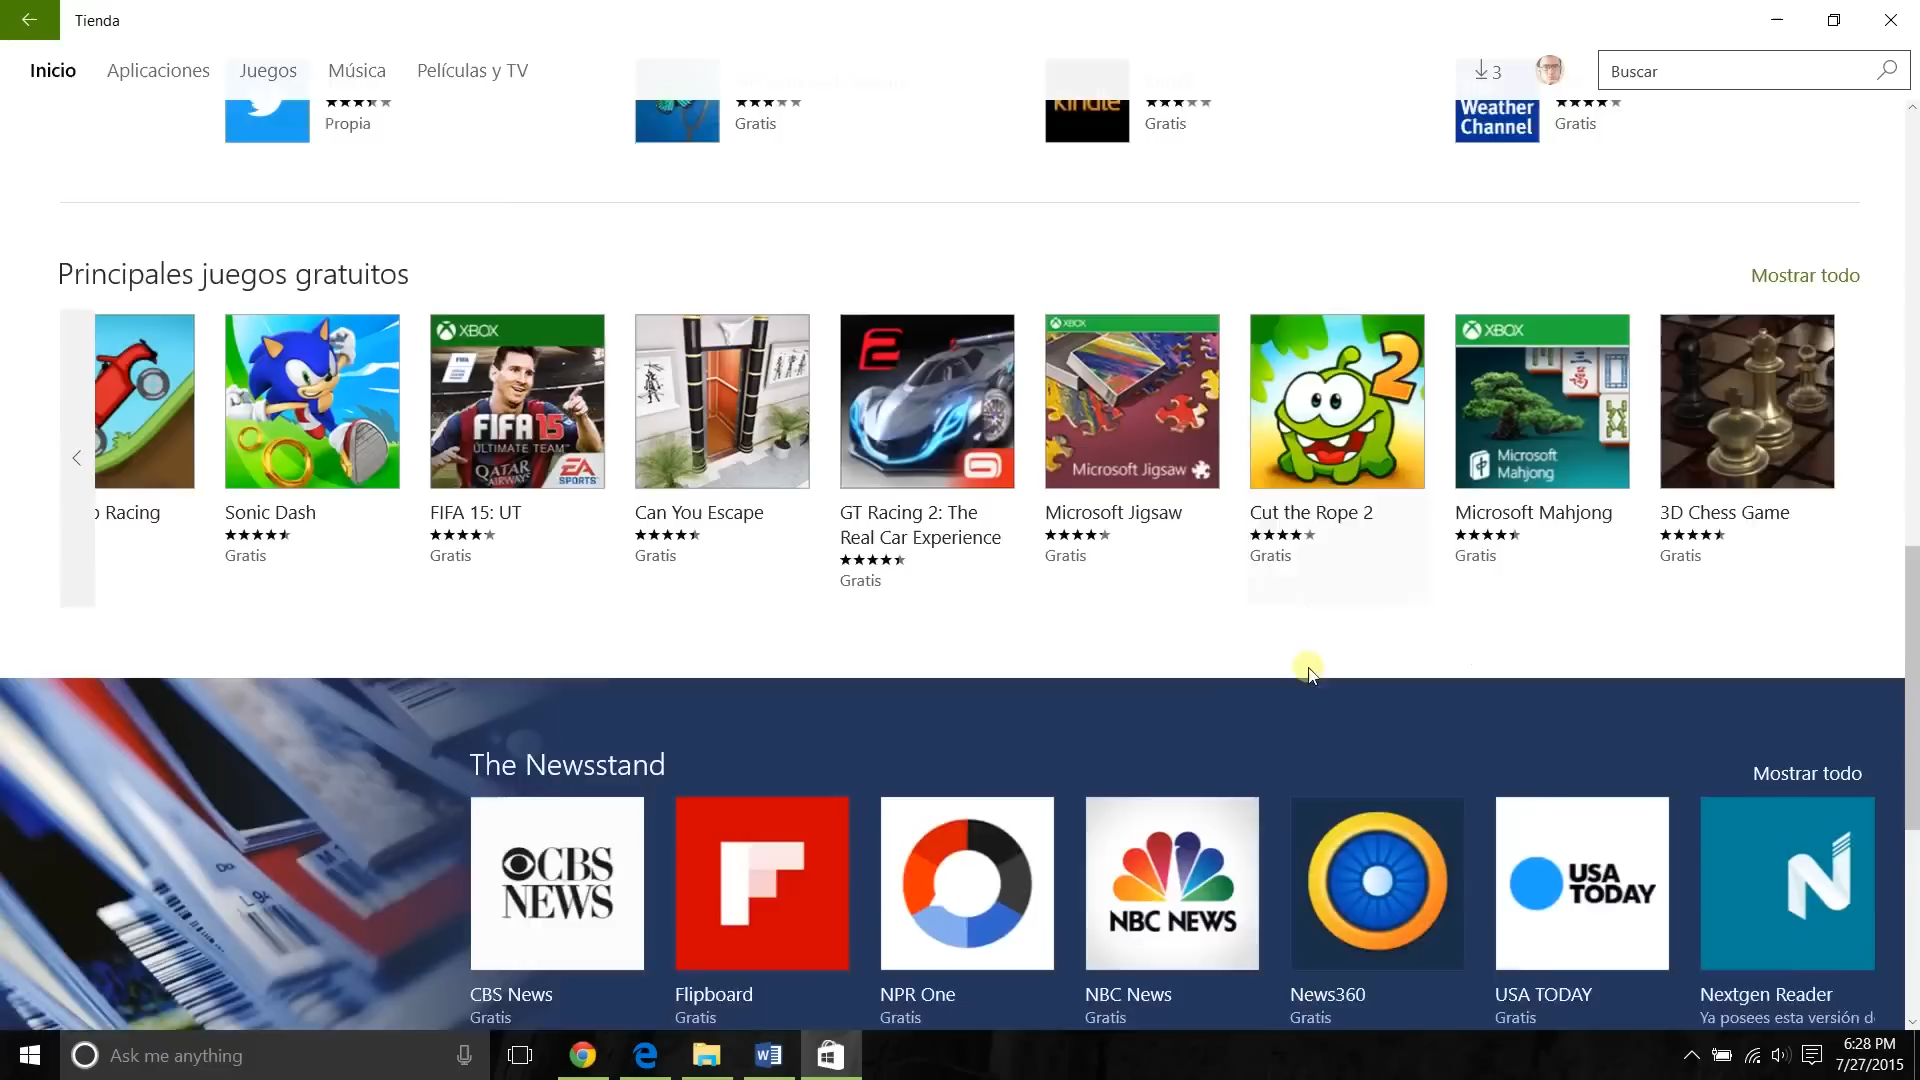 Tienda
Inicio
Aplicaciones
Juegos
Música
Películas y TV
3
Buscar
Propia
Gratis
kindle
Gratis
Weather
Channel
Gratis
Principales juegos gratuitos
Mostrar todo
XBOX
FIFA 15
ULTIMATE TEAM
QATAR
AIRWAYS
EA
SPORTS
XBOX
Microsoft Jigsaw
2
XBOX
Microsoft
Mahjong
Racing
Sonic Dash
Gratis
FIFA 15: UT
Gratis
Can You Escape
Gratis
GT Racing 2: The
Real Car Experience
Gratis
Microsoft Jigsaw
Gratis
Cut the Rope 2
Gratis
Microsoft Mahjong
Gratis
3D Chess Game
Gratis
The Newsstand
Mostrar todo
CBS
NEWS
NBC NEWS
USA
TODAY
CBS News
Gratis
Flipboard
Gratis
NPR One
Gratis
NBC News
Gratis
News360
Gratis
USA TODAY
Gratis
Nextgen Reader
Ya posees esta versión d
Ask me anything
6:28 PM
7/27/2015